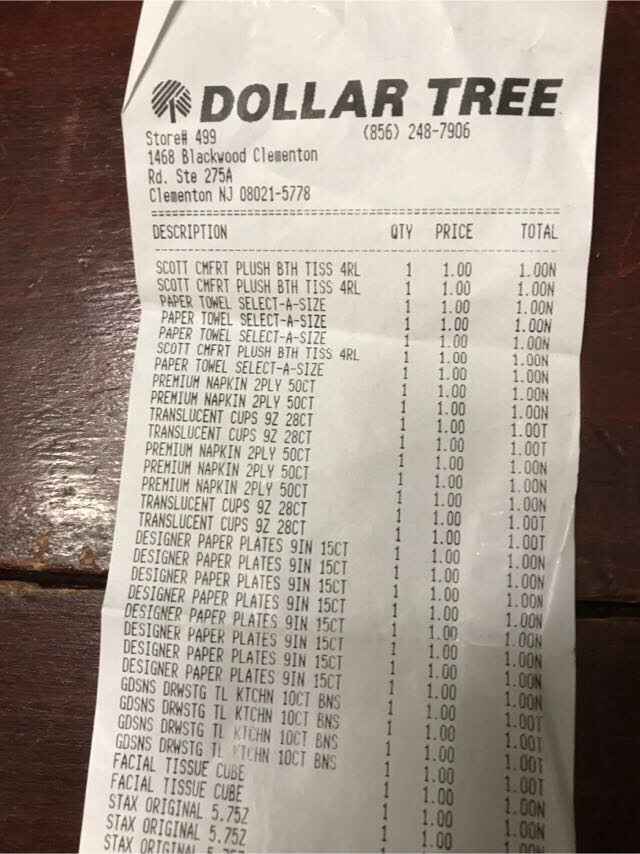 DOLLAR TREE
Store# 499 (856) 248-7906
1468 Blackwood Clementon
Rd. Ste 275A
Clementon NJ 08021-5778
DESCRIPTION QTY PRICE TOTAL
SCOTT CMFRT PLUSH BTH TISS 4RL 1 1.00 1.00N
SCOTT CMFRT PLUSH BTH TISS 4RL 1 1.00 1.00N
PAPER TOWEL SELECT-A-SIZE 1 1.00 1.00N
PAPER TOWEL SELECT-A-SIZE 1 1.00 1.00N
PAPER TOWEL SELECT-A-SIZE 1 1.00 1.00N
SCOTT CMFRT PLUSH BTH TISS 4RL 1 1.00 1.00N
PAPER TOWEL SELECT-A-SIZE 1 1.00 1.00N
PREMIUM NAPKIN 2PLY 50CT 1 1.00 1.00N
PREMIUM NAPKIN 2PLY 50CT 1 1.00 1.00N
TRANSLUCENT CUPS 9Z 28CT 1 1.00 1.00T
TRANSLUCENT CUPS 9Z 28CT 1 1.00 1.00T
PREMIUM NAPKIN 2PLY 50CT 1 1.00 1.00N
PREMIUM NAPKIN 2PLY 50CT 1 1.00 1.00N
PREMIUM NAPKIN 2PLY 50CT 1 1.00 1.00N
TRANSLUCENT CUPS 9Z 28CT 1 1.00 1.00T
TRANSLUCENT CUPS 9Z 28CT 1 1.00 1.00T
DESIGNER PAPER PLATES 9IN 15CT 1 1.00 1.00N
DESIGNER PAPER PLATES 9IN 15CT 1 1.00 1.00N
DESIGNER PAPER PLATES 9IN 15CT 1 1.00 1.00N
DESIGNER PAPER PLATES 9IN 15CT 1 1.00 1.00N
DESIGNER PAPER PLATES 9IN 15CT 1 1.00 1.00N
DESIGNER PAPER PLATES 9IN 15CT 1 1.00 1.00N
DESIGNER PAPER PLATES 9IN 15CT 1 1.00 1.00N
DESIGNER PAPER PLATES 9IN 15CT 1 1.00 1.00N
GDSNS DRWSTG TL KTCHN 10CT BNS 1 1.00 1.00T
GDSNS DRWSTG TL KTCHN 10CT BNS 1 1.00 1.00T
GDSNS DRWSTG TL KTCHN 10CT BNS 1 1.00 1.00T
GDSNS DRWSTG TL KTCHN 10CT BNS 1 1.00 1.00T
FACIAL TISSUE CUBE 1 1.00 1.00N
FACIAL TISSUE CUBE 1 1.00 1.00N
STAX ORIGINAL 5.75Z 1 1.00 1.00N
STAX ORIGINAL 5.75Z 1 1.00
STAX ORIGINAL